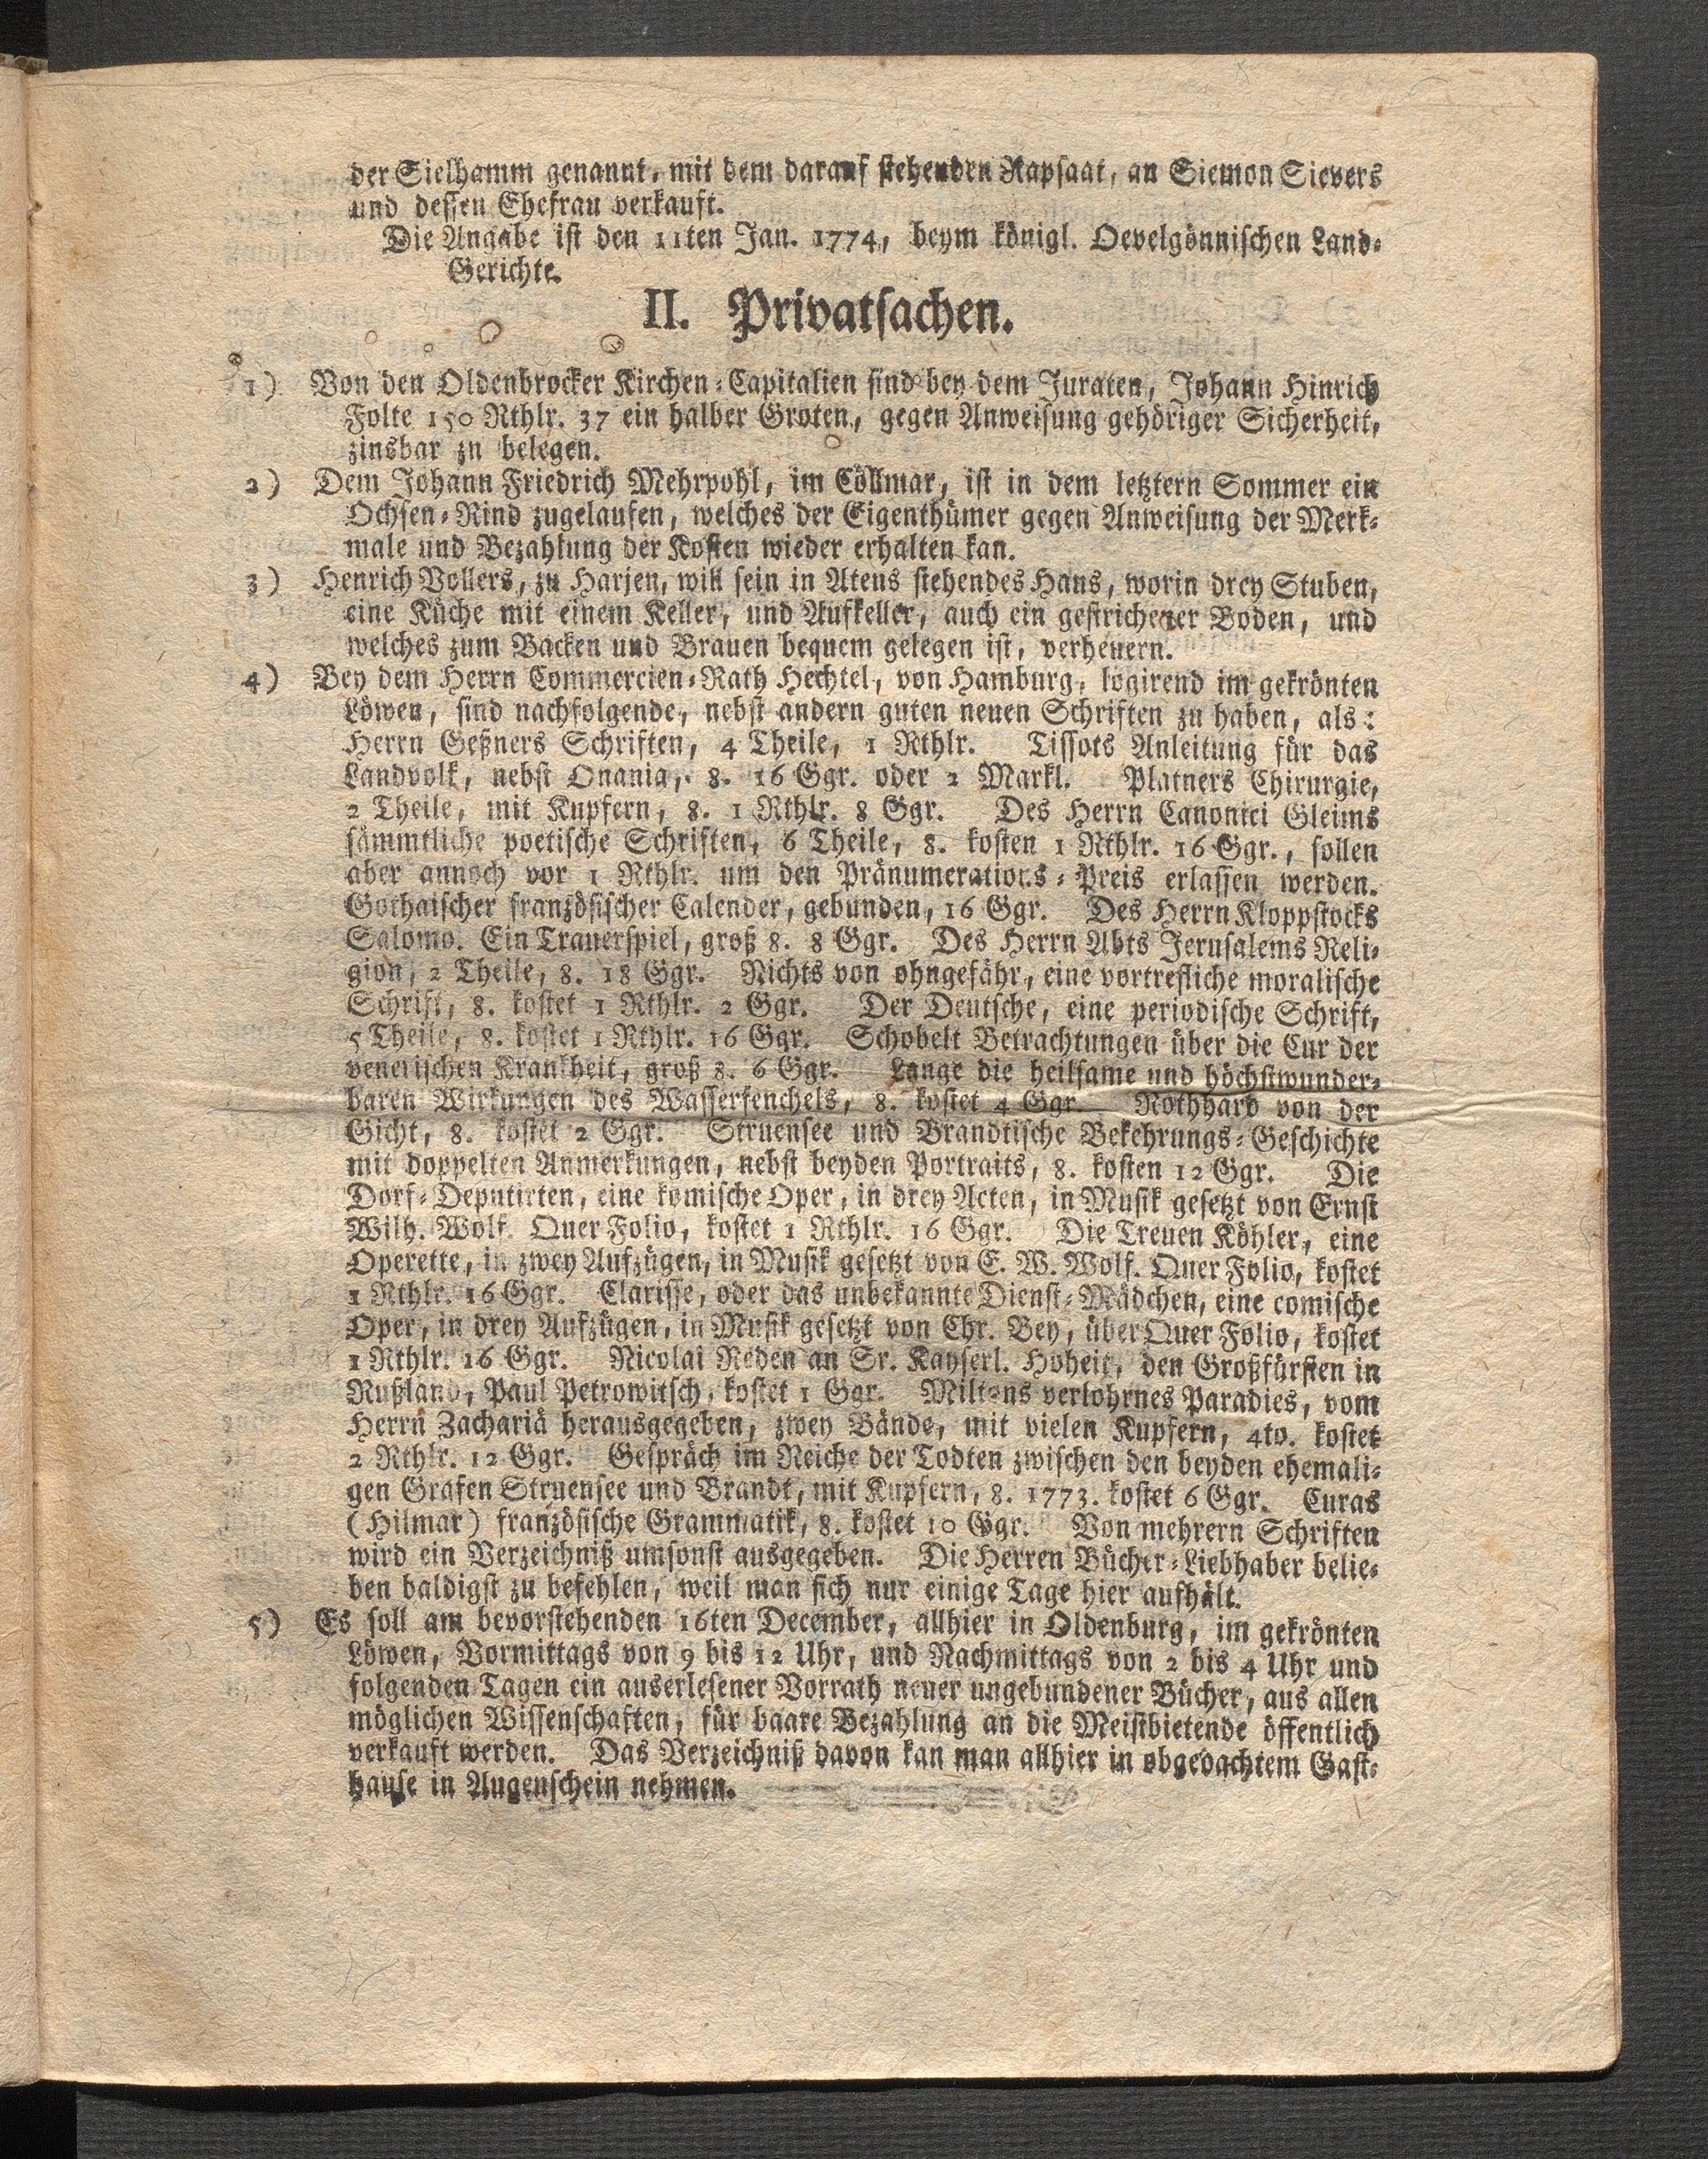 der Sielhamm genannt, mit dem darauf stehenden Rapsaat, an Siemon Sievers
und dessen Ehefrau verkauft.
Die Angabe ist den 11ten Jan. 1774, beym königl. Oevelgönnischen Land-
Gerichte.
II. Privatsachen.
1) Von den Oldenbrocker Kirchen-Capitalien sind bey dem Juraten, Johann Hinrich
Folte 150 Rthlr. 37 ein halber Groten, gegen Anweisung gehöriger Sicherheit,
zinsbar zu belegen.
2) Dem Johann Friedrich Mehrpohl, im Cöllmar, ist in dem letztern Sommer ein
Ochsen-Rind zugelaufen, welches der Eigenthümer gegen Anweisung der Merk-
male und Bezahlung der Kosten wieder erhalten kan.
3) Henrich Vollers, zu Harjen, will sein in Atens stehendes Haus, worin drey Stuben,
eine Küche mit einem Keller, und Aufkeller, auch ein gestrichener Boden, und
welches zum Backen und Brauen bequem gelegen ist, verheuern.
4) Bey dem Herrn Commercien-Rath Hechtel, von Hamburg, logirend im gekrönten
Löwen, sind nachfolgende, nebst andern guten neuen Schriften zu haben, als:
Herrn Geßners Schriften, 4 Theile, 1 Rthlr. Tissots Anleitung für das
Landvolk, nebst Onania, 8. 16 Ggr. oder 2 Markl. Platners Chirurgie,
2 Theile, mit Kupfern, 8. 1 Rthlr. 8 Ggr. Des Herrn Canonici Gleims
sämmtliche poetische Schriften, 6 Theile, 8. kosten 1 Rthlr. 16 Ggr., sollen
aber annoch vor 1 Rthlr. um den Pränumerations-Preis erlassen werden.
Gothaischer französischer Calender, gebunden, 16 Ggr. Des Herrn Kloppstocks
Salomo. Ein Trauerspiel, groß 8. 8 Ggr. Des Herrn Abts Jerusalems Reli-
gion, 2 Theile, 8. 18 Ggr. Nichts von ohngefähr, eine vortrefliche moralische
Schrift, 8. kostet 1 Rthlr. 2 Ggr. Der Deutsche, eine periodische Schrift,
5 Theile, 8. kostet 1 Rthlr. 16 Ggr. Schobelt Betrachtungen über die Cur der
venerischen Krankheit, groß 8. 6 Ggr. Lange die heilsame und höchstwunder-
baren Wirkungen des Wasserfenchels, 8. kostet 4 Ggr. Rothhard von der
Gicht, 8. kostet 2 Ggr. Struensee und Brandtische Bekehrungs-Geschichte
mit doppelten Anmerkungen, nebst beyden Portraits, 8. kosten 12 Ggr. Die
Dorf-Deputirten, eine komische Oper, in drey Acten, in Musik gesetzt von Ernst
Wilh. Wolf. Quer Folio, kostet 1 Rthlr. 16 Ggr. Die Treuen Köhler, eine
Operette, in zwey Aufzügen, in Musik gesetzt von E. W. Wolf. Quer Folio, kostet
1 Rthlr. 16 Ggr. Clarisse, oder das unbekannte Dienst-Mädchen, eine comische
Oper, in drey Aufzügen, in Musik gesetzt von Chr. Bey, über Quer Folio, kostet
1 Rthlr. 16 Ggr. Nicolai Reden an Sr. Kayserl. Hoheit, den Großfürsten in
Rußland, Paul Petrowitsch, kostet 1 Ggr. Miltons verlohrnes Paradies, vom
Herrn Zachariä herausgegeben, zwey Bände, mit vielen Kupfern, 4to. kostet
2 Rthlr. 12 Ggr. Gespräch im Reiche der Todten zwischen den beyden ehemali-
gen Grafen Struensee und Brandt, mit Kupfern, 8. 1773. kostet 6 Ggr. Curas
(Hilmar) französische Grammatik, 8. kostet 10 Ggr. Von mehrern Schriften
wird ein Verzeichniß umsonst ausgegeben. Die Herren Bücher-Liebhaber belie-
ben baldigst zu befehlen, weil man sich nur einige Tage hier aufhält.
5) Es soll am bevorstehenden 16ten December, allhier in Oldenburg, im gekrönten
Löwen, Vormittags von 9 bis 12 Uhr, und Nachmittags von 2 bis 4 Uhr und
folgenden Tagen ein auserlesener Vorrath neuer ungebundener Bücher, aus allen
möglichen Wissenschaften, für baare Bezahlung an die Meistbietende öffentlich
verkauft werden. Das Verzeichniß davon kan man allhier in obgedachtem Gast-
hause in Augenschein nehmen.